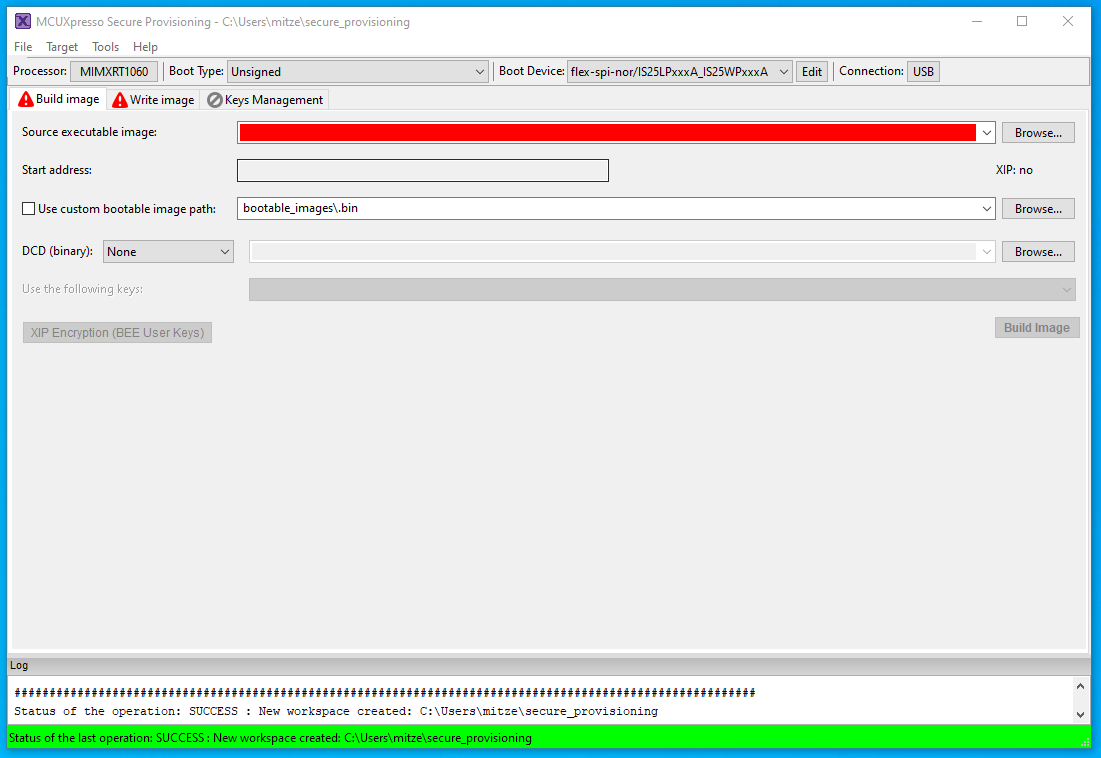 MCUXpresso Secure Provisioning - C:\Users\mitze\secure_provisioning
File Target Tools Help
Processor: MIMXRT1060 Boot Type: Unsigned Boot Device: flex-spi-nor/IS25LPxxxA_IS25WPxxxA Edit Connection: USB
Build image Write image Keys Management
Source executable image: Browse...
Start address: XIP: no
Use custom bootable image path: bootable_images\.bin Browse...
DCD (binary): None Browse...
Use the following keys:
XIP Encryption (BEE User Keys) Build Image
Log
##########################################################################################################
Status of the operation: SUCCESS : New workspace created: C:\Users\mitze\secure_provisioning
Status of the last operation: SUCCESS : New workspace created: C:\Users\mitze\secure_provisioning